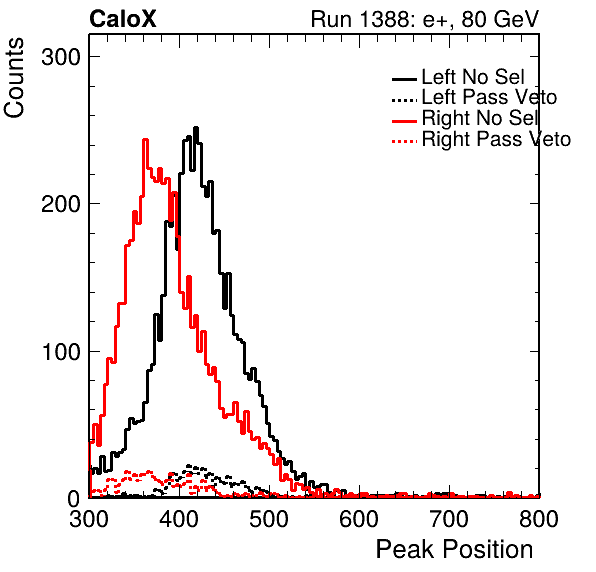 CaloX Run 1388: e+, 80 GeV
Counts
300
200
100
0
Left No Sel
Left Pass Veto
Right No Sel
Right Pass Veto
300 400 500 600 700 800
Peak Position